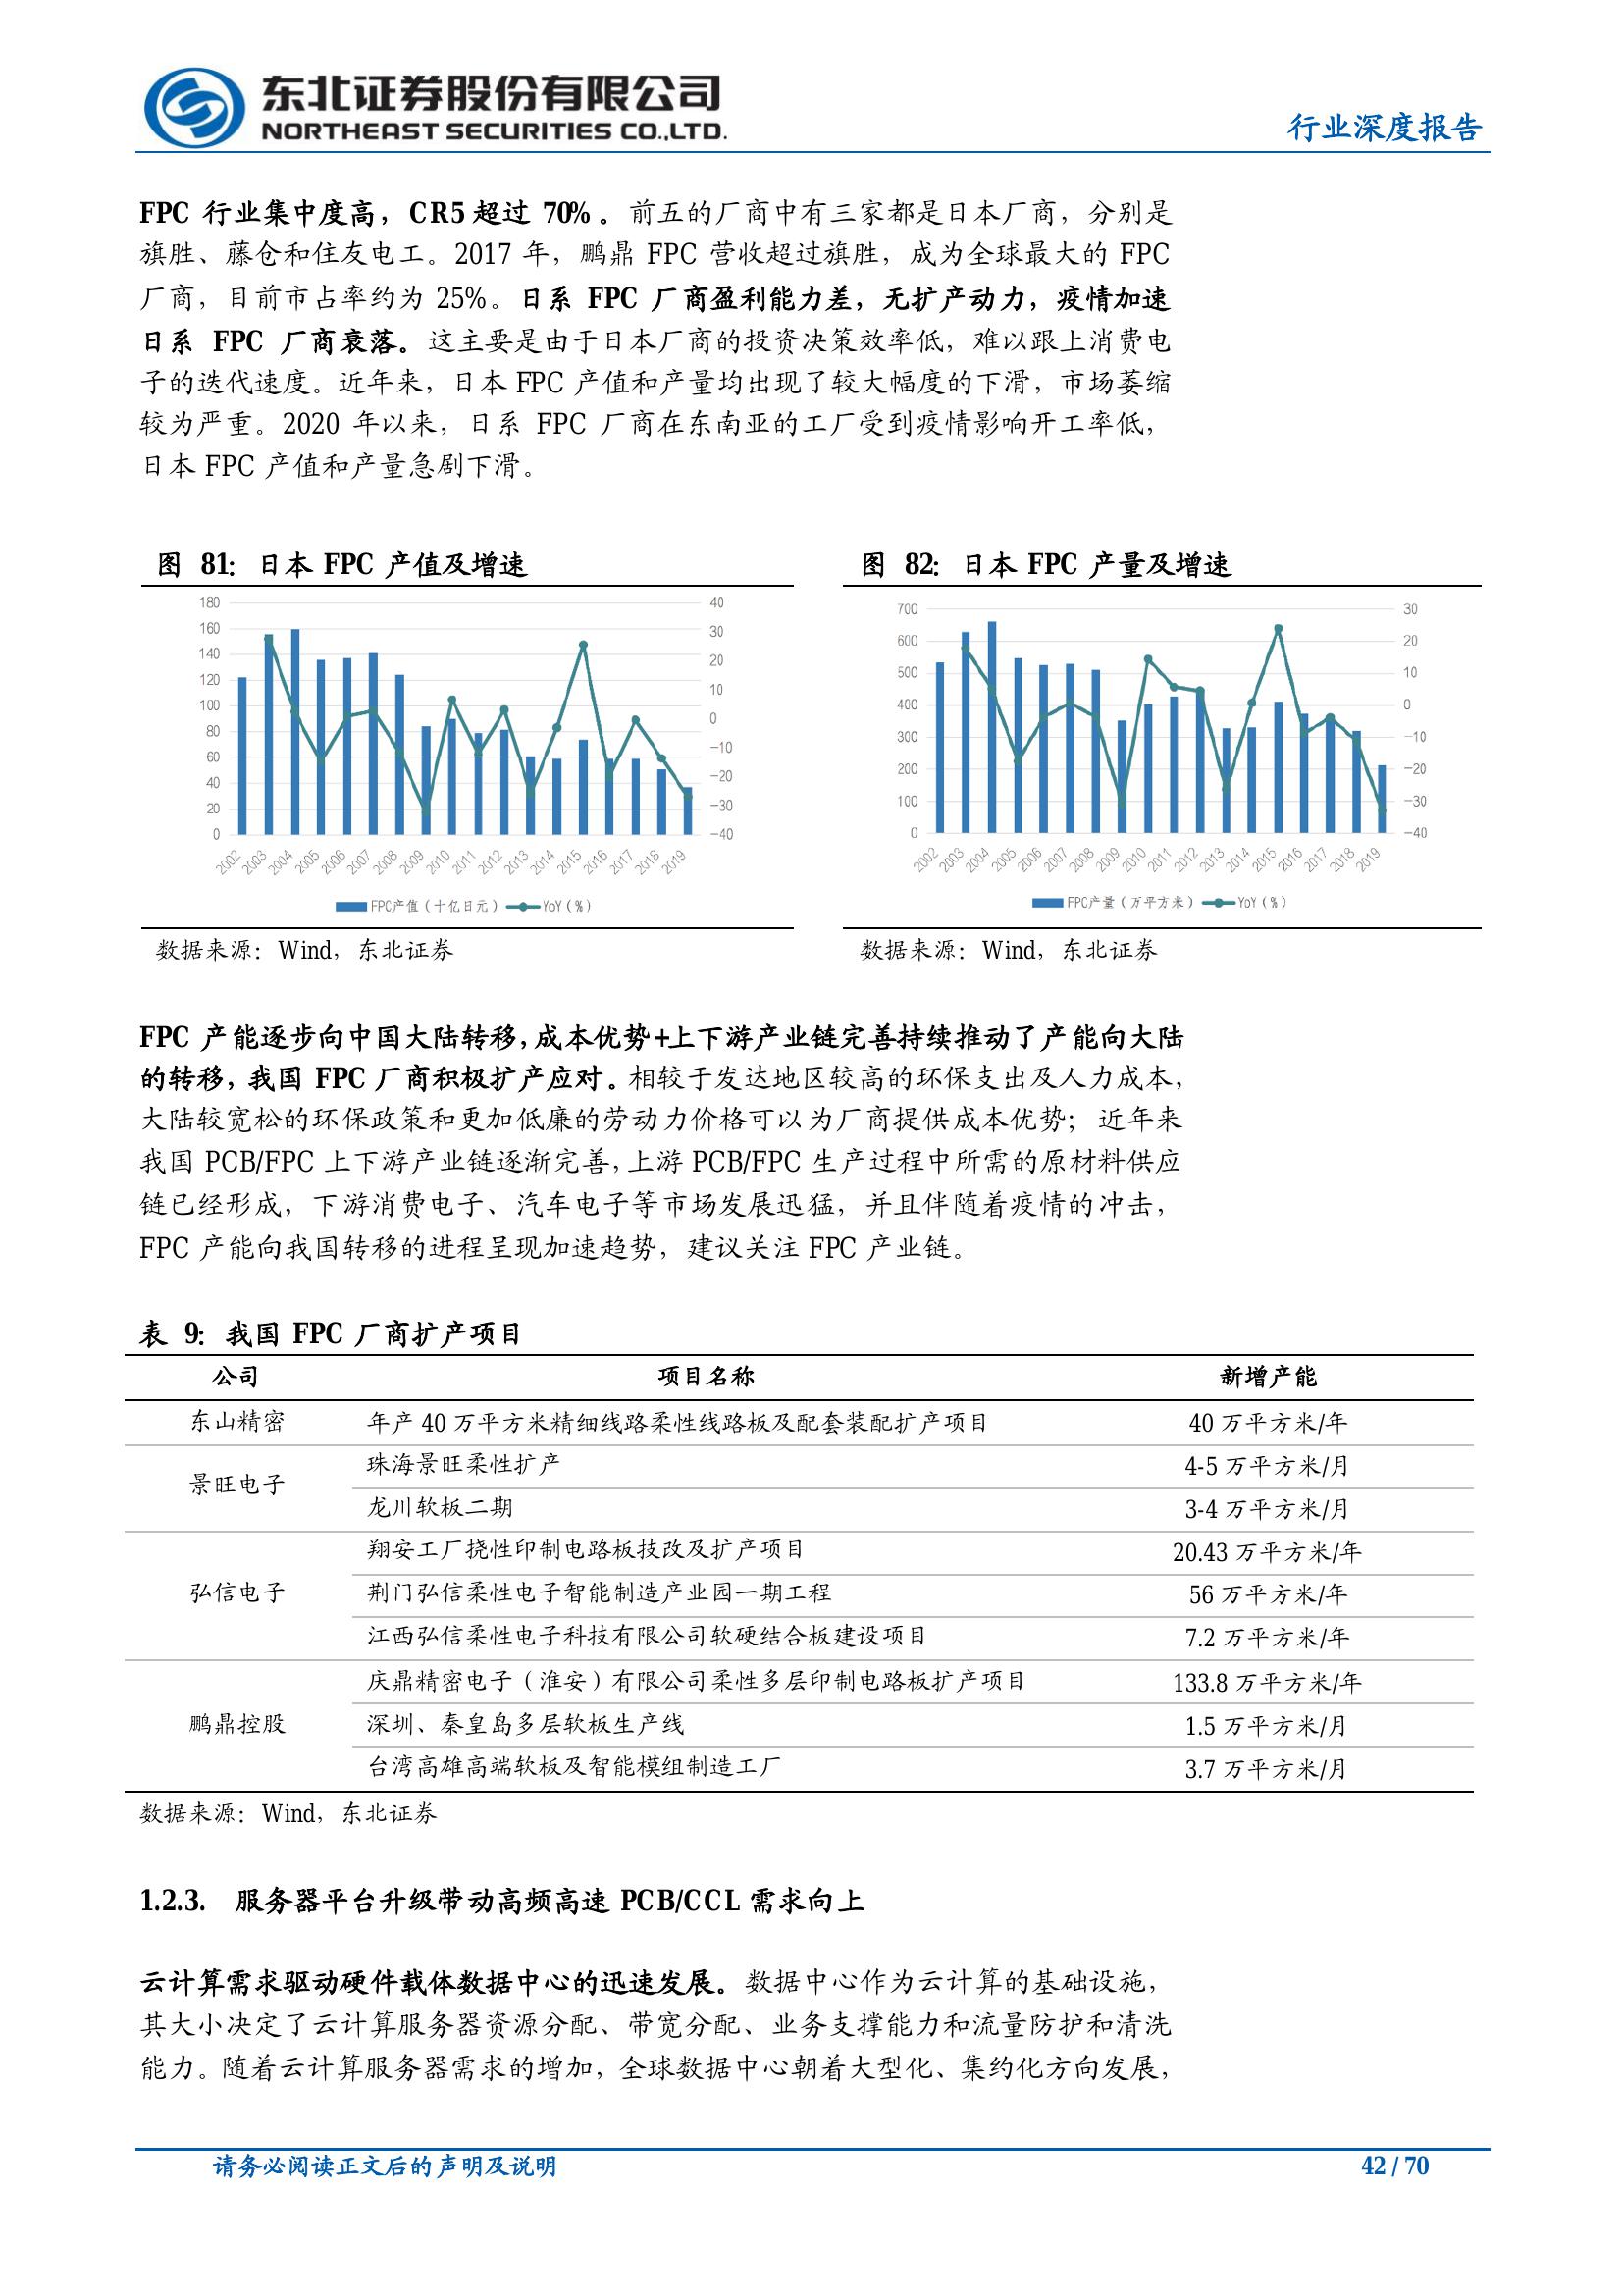 东北证券股份有限公司
NORTHEAST SECURITIES CO.,LTD.
行业深度报告
FPC 行业集中度高，CR5 超过 70%。前五的厂商中有三家都是日本厂商，分别是
旗胜、藤仓和住友电工。2017 年，鹏鼎 FPC 营收超过旗胜，成为全球最大的 FPC
厂商，目前市占率约为 25%。日系 FPC 厂商盈利能力差，无扩产动力，疫情加速
日系 FPC 厂商衰落。这主要是由于日本厂商的投资决策效率低，难以跟上消费电
子的迭代速度。近年来，日本 FPC 产值和产量均出现了较大幅度的下滑，市场萎缩
较为严重。2020 年以来，日系 FPC 厂商在东南亚的工厂受到疫情影响开工率低，
日本 FPC 产值和产量急剧下滑。
图 81：日本 FPC 产值及增速
180
160
140
120
100
80
60
40
20
0
40
30
20
10
0
-10
-20
-30
-40
2002 2003 2004 2005 2006 2007 2008 2009 2010 2011 2012 2013 2014 2015 2016 2017 2018 2019
FPC产值（十亿日元） YoY（%）
数据来源：Wind，东北证券
图 82：日本 FPC 产量及增速
700
600
500
400
300
200
100
0
30
20
10
0
-10
-20
-30
-40
2002 2003 2004 2005 2006 2007 2008 2009 2010 2011 2012 2013 2014 2015 2016 2017 2018 2019
FPC产量（万平方米） YoY（%）
数据来源：Wind，东北证券
FPC 产能逐步向中国大陆转移，成本优势+上下游产业链完善持续推动了产能向大陆
的转移，我国 FPC 厂商积极扩产应对。相较于发达地区较高的环保支出及人力成本，
大陆较宽松的环保政策和更加低廉的劳动力价格可以为厂商提供成本优势；近年来
我国 PCB/FPC 上下游产业链逐渐完善，上游 PCB/FPC 生产过程中所需的原材料供应
链已经形成，下游消费电子、汽车电子等市场发展迅猛，并且伴随着疫情的冲击，
FPC 产能向我国转移的进程呈现加速趋势，建议关注 FPC 产业链。
表 9：我国 FPC 厂商扩产项目
公司 项目名称 新增产能
东山精密 年产 40 万平方米精细线路柔性线路板及配套装配扩产项目 40 万平方米/年
景旺电子 珠海景旺柔性扩产 4-5 万平方米/月
龙川软板二期 3-4 万平方米/月
弘信电子 翔安工厂挠性印制电路板技改及扩产项目 20.43 万平方米/年
荆门弘信柔性电子智能制造产业园一期工程 56 万平方米/年
江西弘信柔性电子科技有限公司软硬结合板建设项目 7.2 万平方米/年
鹏鼎控股 庆鼎精密电子（淮安）有限公司柔性多层印制电路板扩产项目 133.8 万平方米/年
深圳、秦皇岛多层软板生产线 1.5 万平方米/月
台湾高雄高端软板及智能模组制造工厂 3.7 万平方米/月
数据来源：Wind，东北证券
1.2.3. 服务器平台升级带动高频高速 PCB/CCL 需求向上
云计算需求驱动硬件载体数据中心的迅速发展。数据中心作为云计算的基础设施，
其大小决定了云计算服务器资源分配、带宽分配、业务支撑能力和流量防护和清洗
能力。随着云计算服务器需求的增加，全球数据中心朝着大型化、集约化方向发展，
请务必阅读正文后的声明及说明
42 / 70